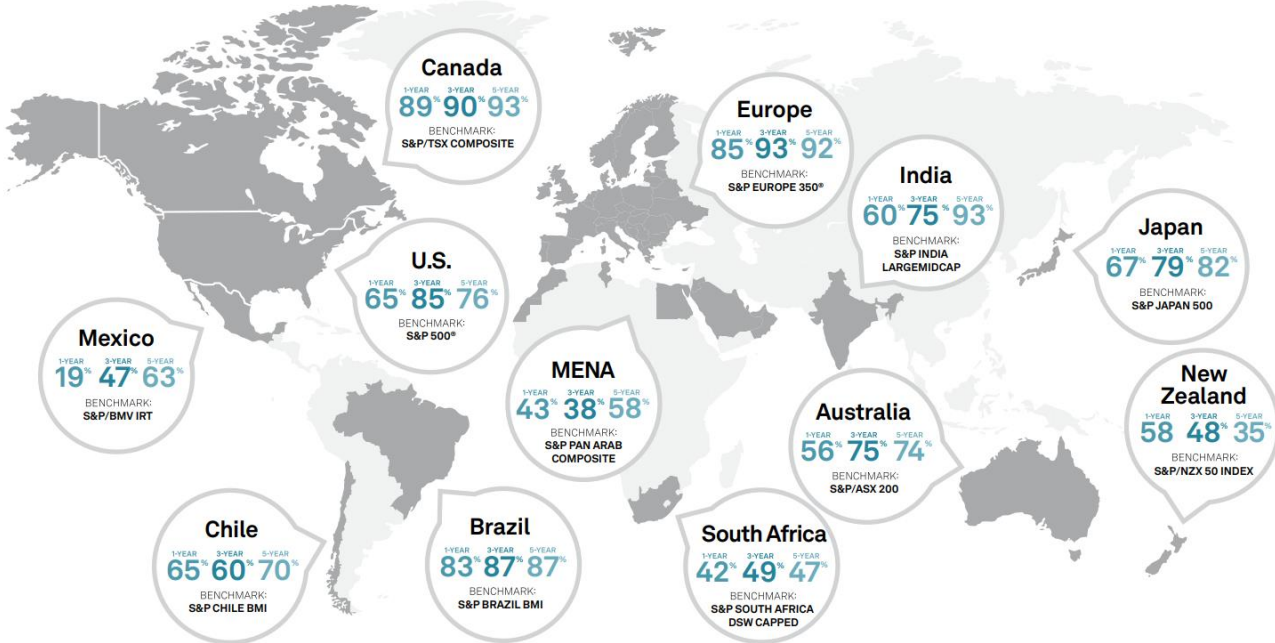 Canada
1-YEAR 3-YEAR 5-YEAR
89% 90% 93%
BENCHMARK:
S&P/TSX COMPOSITE
Europe
1-YEAR 3-YEAR 5-YEAR
85% 93% 92%
BENCHMARK:
S&P EUROPE 350®
India
1-YEAR 3-YEAR 5-YEAR
60% 75% 93%
BENCHMARK:
S&P INDIA
LARGEMIDCAP
Japan
1-YEAR 3-YEAR 5-YEAR
67% 79% 82%
BENCHMARK:
S&P JAPAN 500
U.S.
1-YEAR 3-YEAR 5-YEAR
65% 85% 76%
BENCHMARK:
S&P 500®
Mexico
1-YEAR 3-YEAR 5-YEAR
19% 47% 63%
BENCHMARK:
S&P/BMV IRT
MENA
1-YEAR 3-YEAR 5-YEAR
43% 38% 58%
BENCHMARK:
S&P PAN ARAB
COMPOSITE
Australia
1-YEAR 3-YEAR 5-YEAR
56% 75% 74%
BENCHMARK:
S&P/ASX 200
New
Zealand
1-YEAR 3-YEAR 5-YEAR
58 48% 35%
BENCHMARK:
S&P/NZX 50 INDEX
Chile
1-YEAR 3-YEAR 5-YEAR
65% 60% 70%
BENCHMARK:
S&P CHILE BMI
Brazil
1-YEAR 3-YEAR 5-YEAR
83% 87% 87%
BENCHMARK:
S&P BRAZIL BMI
South Africa
1-YEAR 3-YEAR 5-YEAR
42% 49% 47%
BENCHMARK:
S&P SOUTH AFRICA
DSW CAPPED